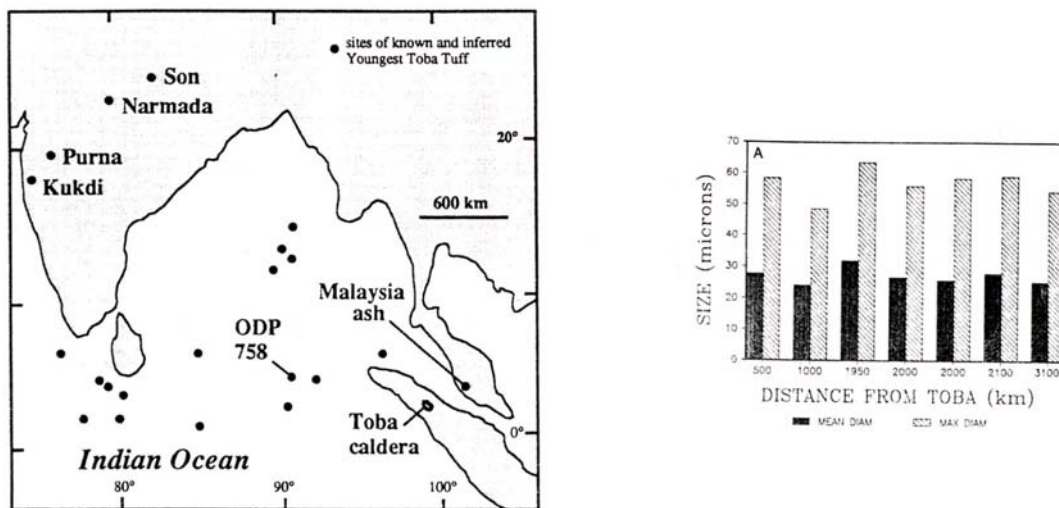 sites of known and inferred
Youngest Toba Tuff
Son
Narmada
Purna
Kukdi
20°
600 km
Malaysia
ash
ODP
758
Toba
caldera
0°
Indian Ocean
80°
90°
100°
A
70
60
50
40
30
20
10
0
SIZE (microns)
500
1000
1950
2000
2000
2100
3100
DISTANCE FROM TOBA (km)
MEAN DIAM
MAX DIAM